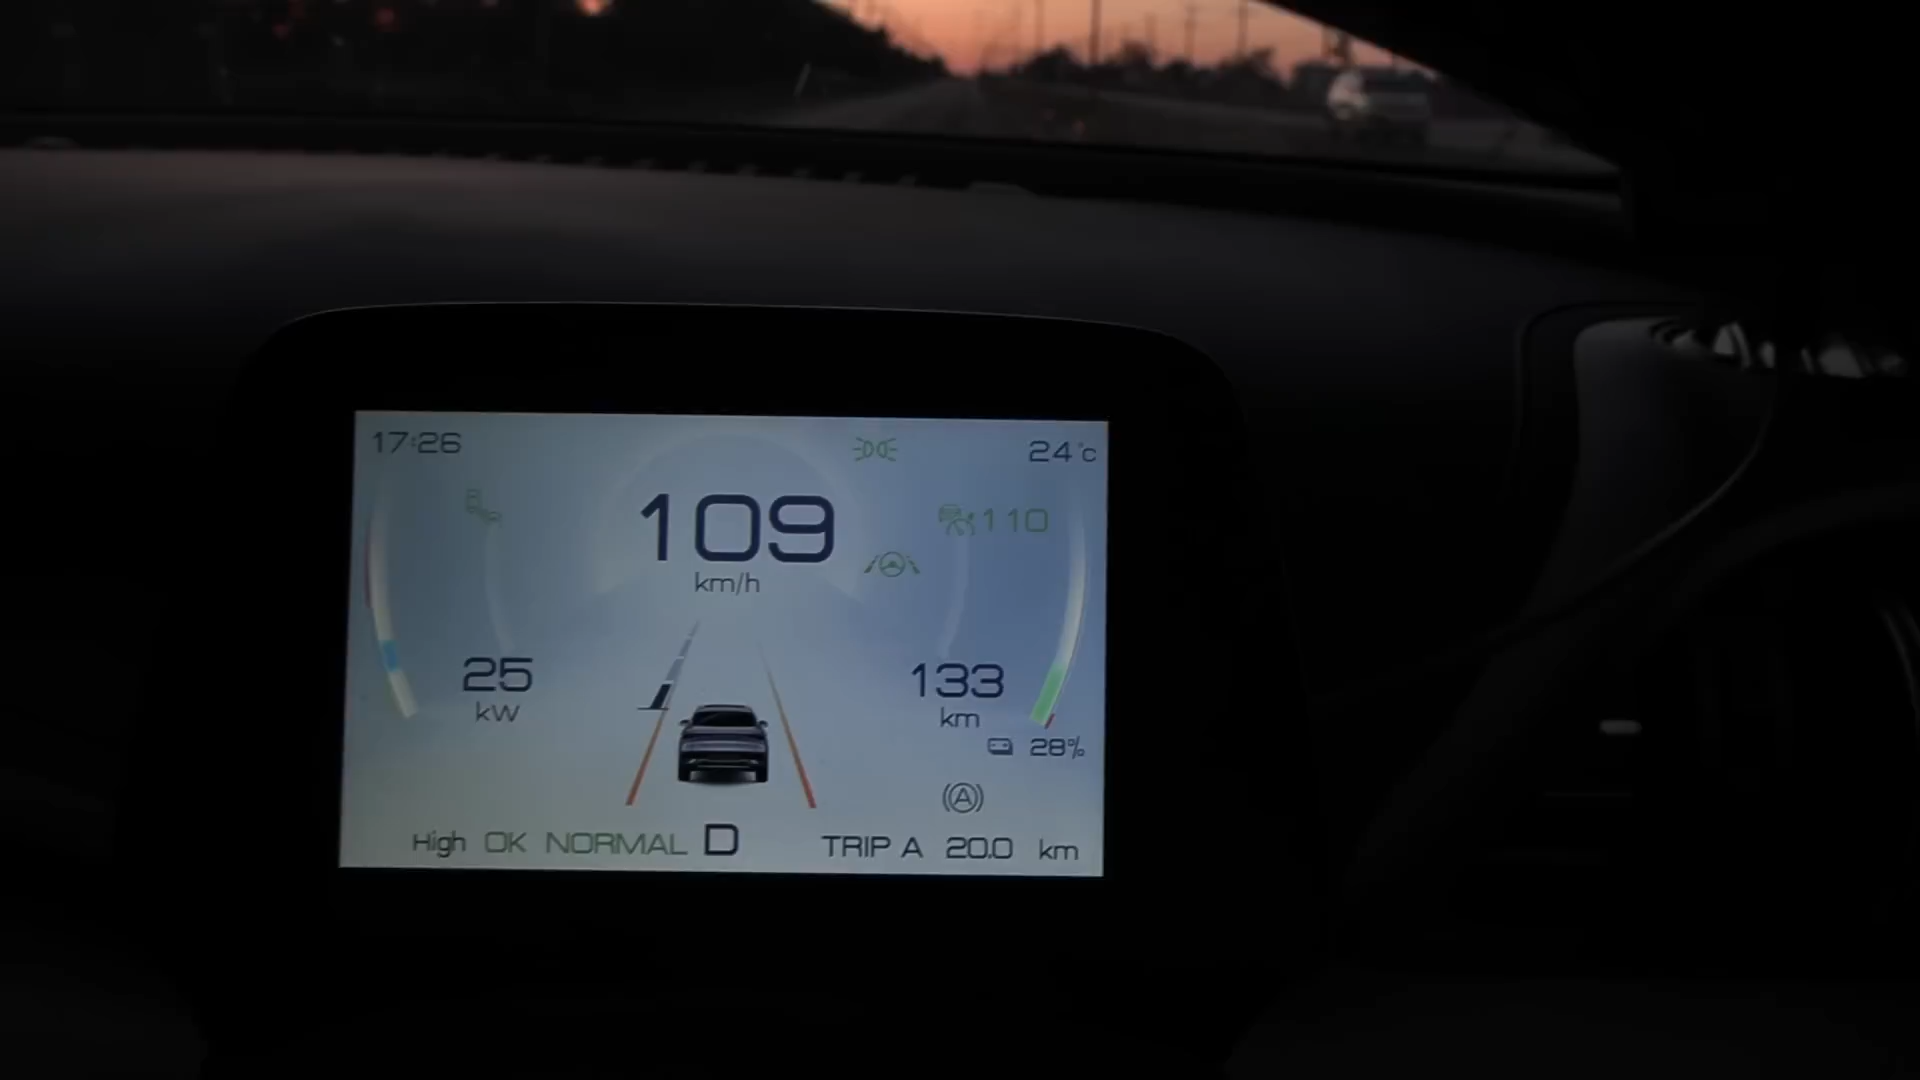 17:26
24°c
109
110
km/h
25
kW
133
km
28%
(A)
High OK NORMAL D
TRIP A 20.0 km